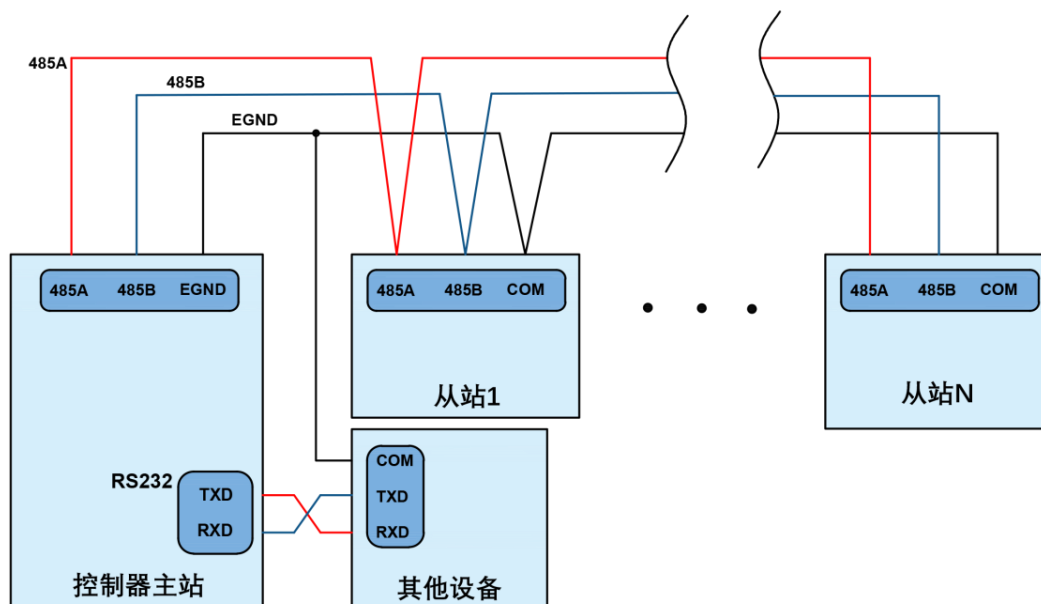 485A
485B
EGND
485A 485B EGND
485A 485B COM
485A 485B COM
从站1
从站N
RS232
TXD
RXD
COM
TXD
RXD
控制器主站
其他设备